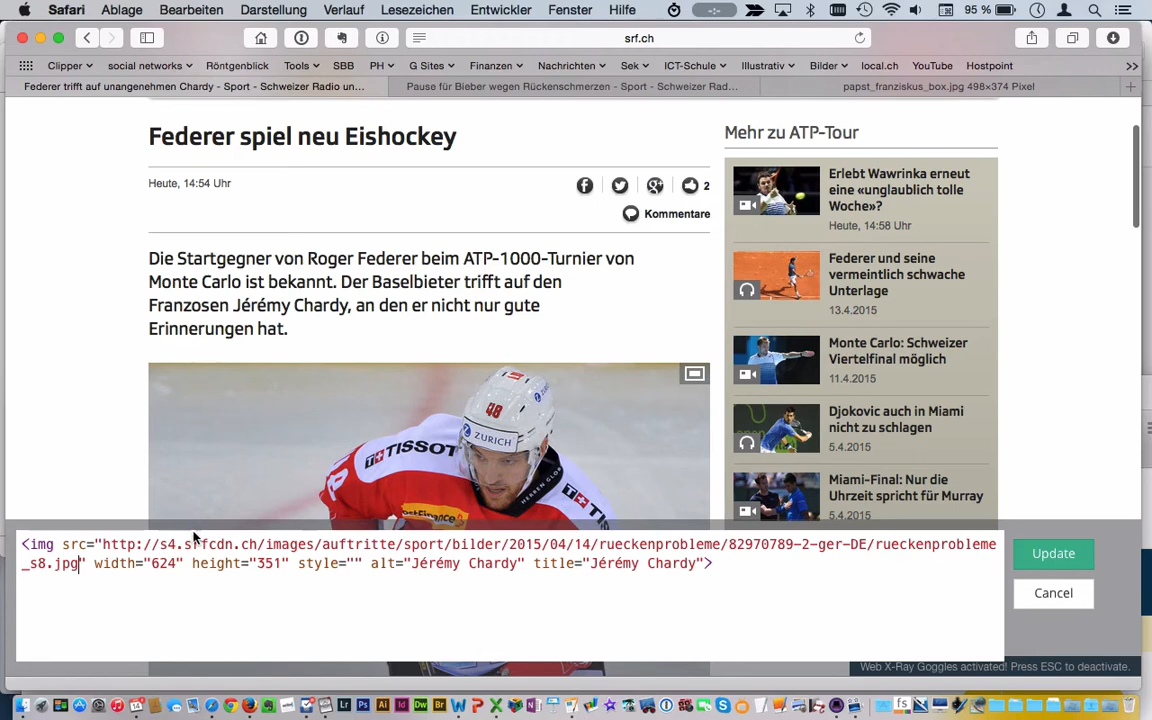 Safari Ablage Bearbeiten Darstellung Verlauf Lesezeichen Entwickler Fenster Hilfe 95 %
srf.ch
Clipper social networks Röntgenblick Tools SBB PH G Sites Finanzen Nachrichten Sek ICT-Schule Illustrativ Bilder local.ch YouTube Hostpoint
Federer trifft auf unangenehmen Chardy - Sport - Schweizer Radio un... Pause für Bieber wegen Rückenschmerzen - Sport - Schweizer Rad... papst_franziskus_box.jpg 498×374 Pixel
Federer spiel neu Eishockey
Heute, 14:54 Uhr
2
Kommentare
Die Startgegner von Roger Federer beim ATP-1000-Turnier von
Monte Carlo ist bekannt. Der Baselbieter trifft auf den
Franzosen Jérémy Chardy, an den er nicht nur gute
Erinnerungen hat.
48
ZURICH
TISSOT
PostFinance
Mehr zu ATP-Tour
Erlebt Wawrinka erneut
eine «unglaublich tolle
Woche»?
Heute, 14:58 Uhr
Federer und seine
vermeintlich schwache
Unterlage
13.4.2015
Monte Carlo: Schweizer
Viertelfinal möglich
11.4.2015
Djokovic auch in Miami
nicht zu schlagen
5.4.2015
Miami-Final: Nur die
Uhrzeit spricht für Murray
<img src="http://s4.srfcdn.ch/images/auftritte/sport/bilder/2015/04/14/rueckenprobleme/82970789-2-ger-DE/rueckenprobleme
_s8.jpg" width="624" height="351" style="" alt="Jérémy Chardy" title="Jérémy Chardy">
Update
Cancel
Web X-Ray Goggles activated! Press ESC to deactivate.